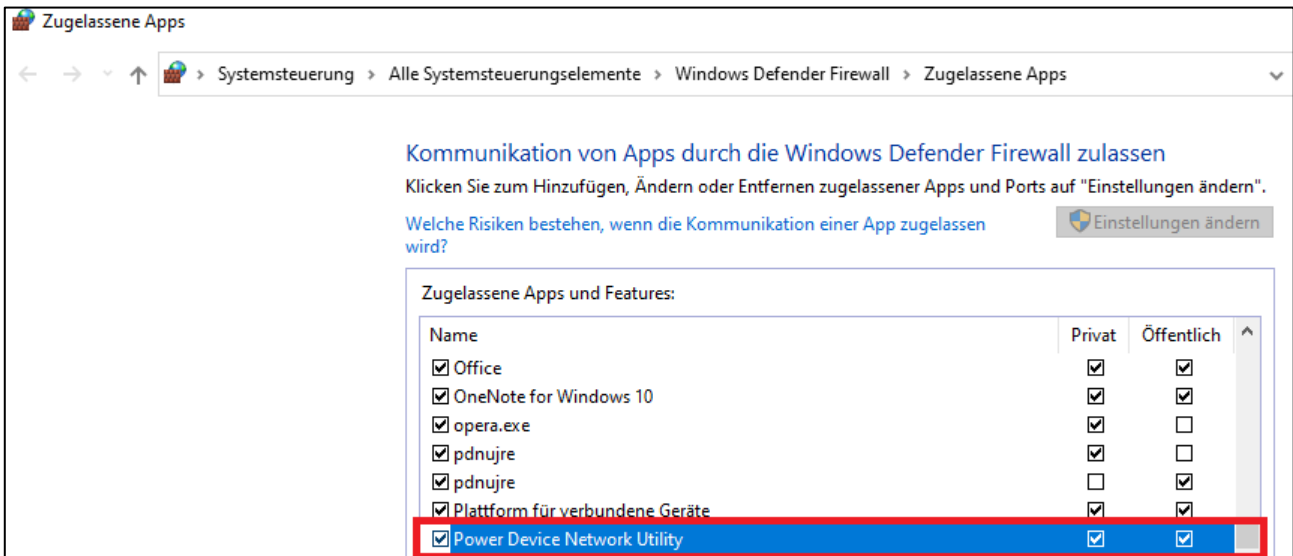 Zugelassene Apps
Systemsteuerung > Alle Systemsteuerungselemente > Windows Defender Firewall > Zugelassene Apps
Kommunikation von Apps durch die Windows Defender Firewall zulassen
Klicken Sie zum Hinzufügen, Ändern oder Entfernen zugelassener Apps und Ports auf "Einstellungen ändern".
Welche Risiken bestehen, wenn die Kommunikation einer App zugelassen
wird?
Einstellungen ändern
Zugelassene Apps und Features:
Name Privat Öffentlich
Office
OneNote for Windows 10
opera.exe
pdnujre
pdnujre
Plattform für verbundene Geräte
Power Device Network Utility